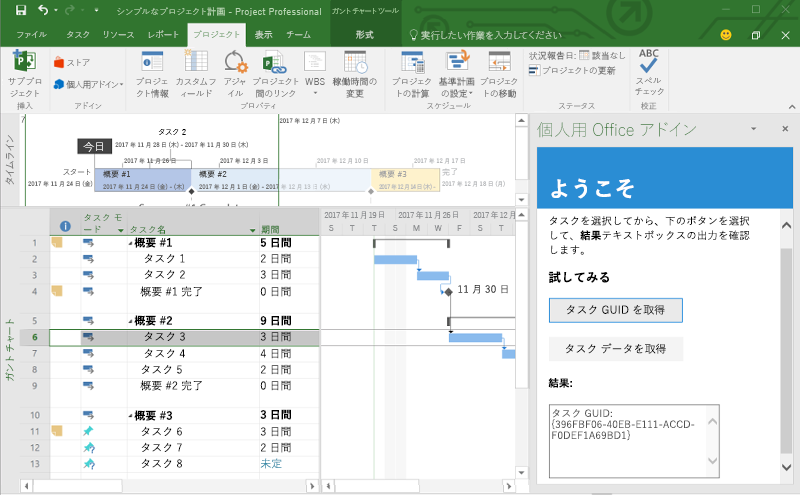 シンプルなプロジェクト計画 - Project Professional
ガント チャート ツール
ファイル タスク リソース レポート プロジェクト 表示 チーム 形式 実行したい作業を入力してください
サブプロジェクト
挿入
ストア
個人用アドイン
アドイン
プロジェクト情報
カスタム フィールド
アジャイル
プロジェクト間のリンク
WBS
稼働時間の変更
プロパティ
プロジェクトの計算
基準計画の設定
プロジェクトの移動
スケジュール
状況報告日: 該当なし
プロジェクトの更新
ステータス
ABC
スペル チェック
校正
タイムライン
2017 年 12 月 7 日 (木)
タスク 2
2017 年 11 月 28 日 (火) - 2017 年 11 月 30 日 (木)
今日
2017 年 11 月 26 日 2017 年 12 月 3 日 2017 年 12 月 10 日 2017 年 12 月 17 日
スタート
2017 年 11 月 24 日 (金)
概要 #1
2017 年 11 月 24 日 (金) - (木)
概要 #2
2017 年 12 月 1 日 (金) - 2017 年 12 月 13 日 (水)
概要 #3
2017 年 12 月 14 日 (木)
完了
2017 年 12 月 18 日 (月)
ガント チャート
タスク モード タスク名 期間
1 概要 #1 5 日間
2 タスク 1 2 日間
3 タスク 2 3 日間
4 概要 #1 完了 0 日間
5 概要 #2 9 日間
6 タスク 3 3 日間
7 タスク 4 4 日間
8 タスク 5 2 日間
9 概要 #2 完了 0 日間
10 概要 #3 3 日間
11 タスク 6 3 日間
12 タスク 7 2 日間
13 タスク 8 未定
2017 年 11 月 19 日 2017 年 11 月 26 日 2017 年 12 月
S T T S M W F S T T
11 月 30 日
個人用 Office アドイン
ようこそ
タスクを選択してから、下のボタンを選択
して、結果テキストボックスの出力を確認
します。
試してみる
タスク GUID を取得
タスク データを取得
結果:
タスク GUID:
{396FBF06-40EB-E111-ACCD-
F0DEF1A69BD1}